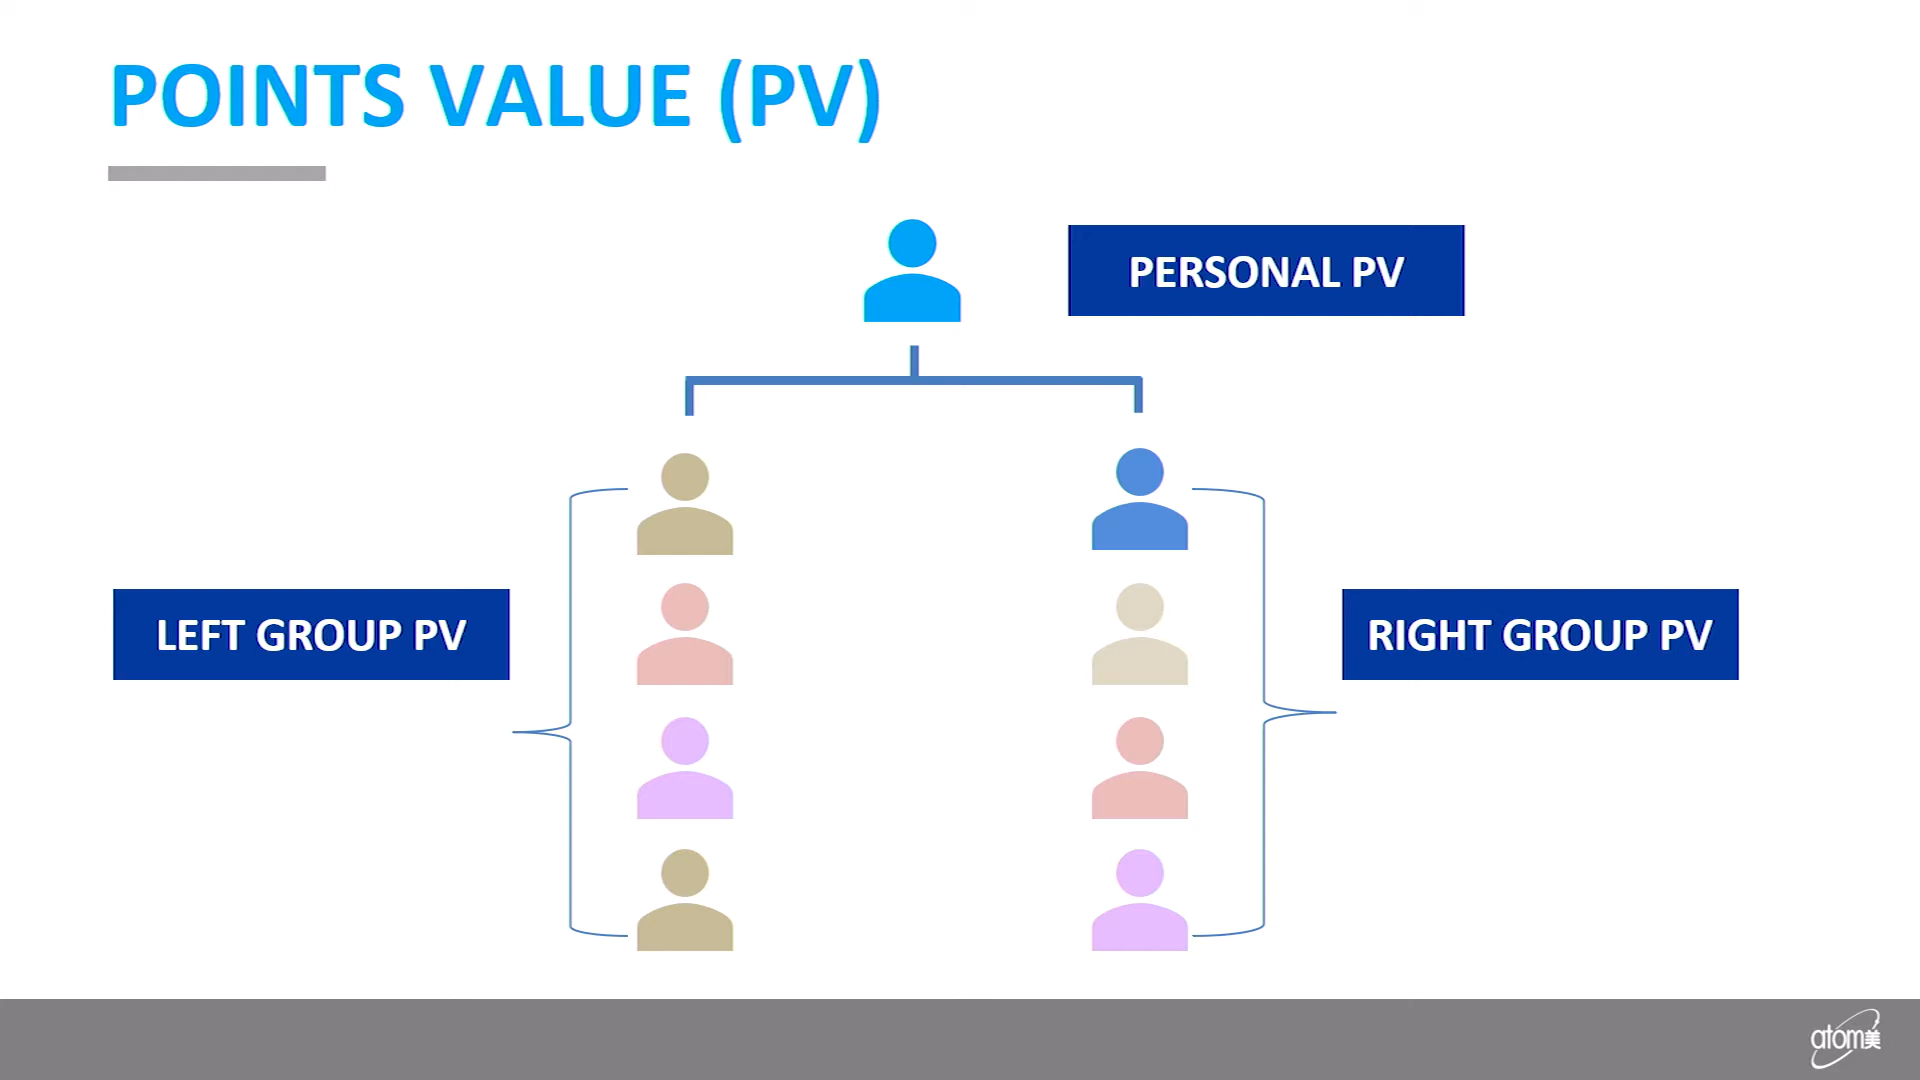 POINTS VALUE (PV)
PERSONAL PV
LEFT GROUP PV
RIGHT GROUP PV
atom美